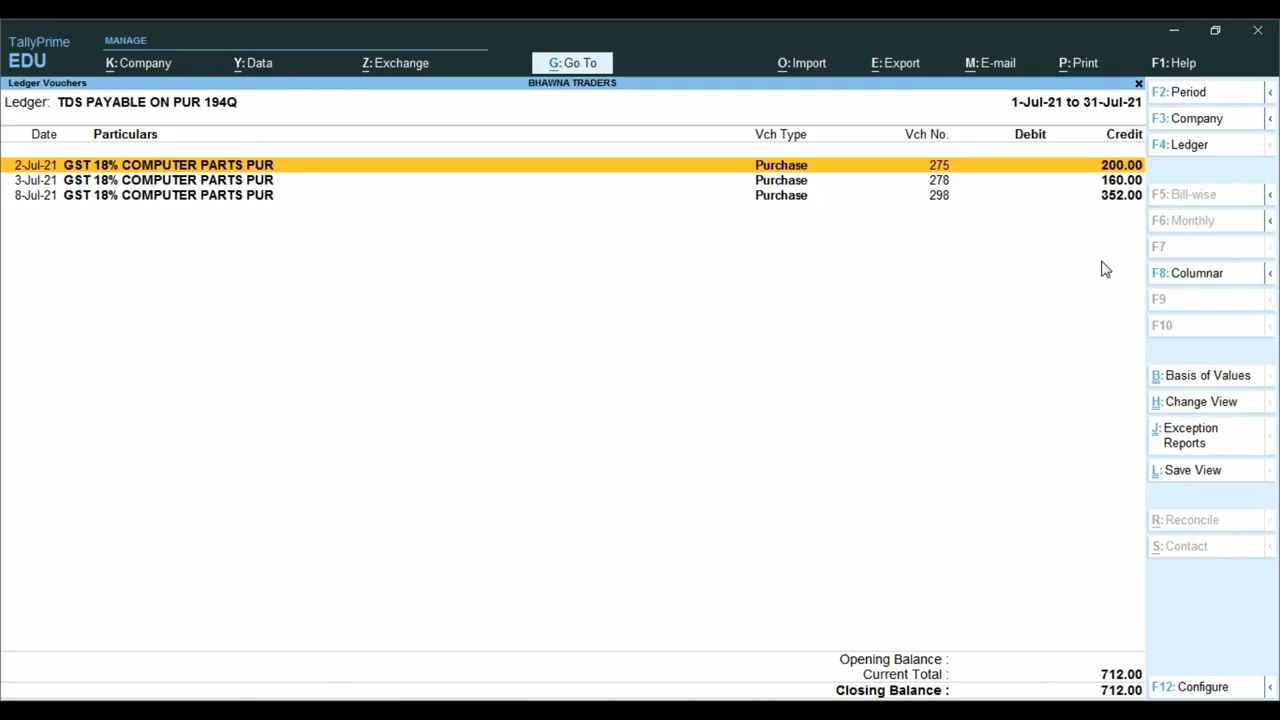 TallyPrime
EDU
MANAGE
K: Company
Y: Data
Z: Exchange
G: Go To
O: Import
E: Export
M: E-mail
P: Print
F1: Help
Ledger Vouchers
BHAWNA TRADERS
Ledger: TDS PAYABLE ON PUR 194Q
1-Jul-21 to 31-Jul-21
Date Particulars Vch Type Vch No. Debit Credit
2-Jul-21 GST 18% COMPUTER PARTS PUR Purchase 275 200.00
3-Jul-21 GST 18% COMPUTER PARTS PUR Purchase 278 160.00
8-Jul-21 GST 18% COMPUTER PARTS PUR Purchase 298 352.00
Opening Balance :
Current Total : 712.00
Closing Balance : 712.00
F2: Period
F3: Company
F4: Ledger
F5: Bill-wise
F6: Monthly
F7
F8: Columnar
F9
F10
B: Basis of Values
H: Change View
J: Exception
Reports
L: Save View
R: Reconcile
S: Contact
F12: Configure